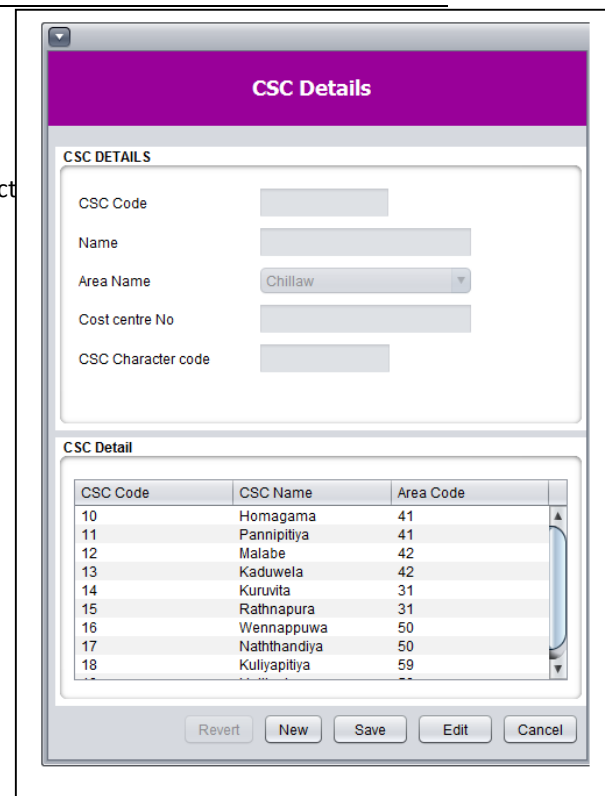 CSC Details
CSC DETAILS
ct
CSC Code
Name
Area Name Chillaw
Cost centre No
CSC Character code
CSC Detail
CSC Code CSC Name Area Code
10 Homagama 41
11 Pannipitiya 41
12 Malabe 42
13 Kaduwela 42
14 Kuruvita 31
15 Rathnapura 31
16 Wennappuwa 50
17 Naththandiya 50
18 Kuliyapitiya 59
Revert New Save Edit Cancel